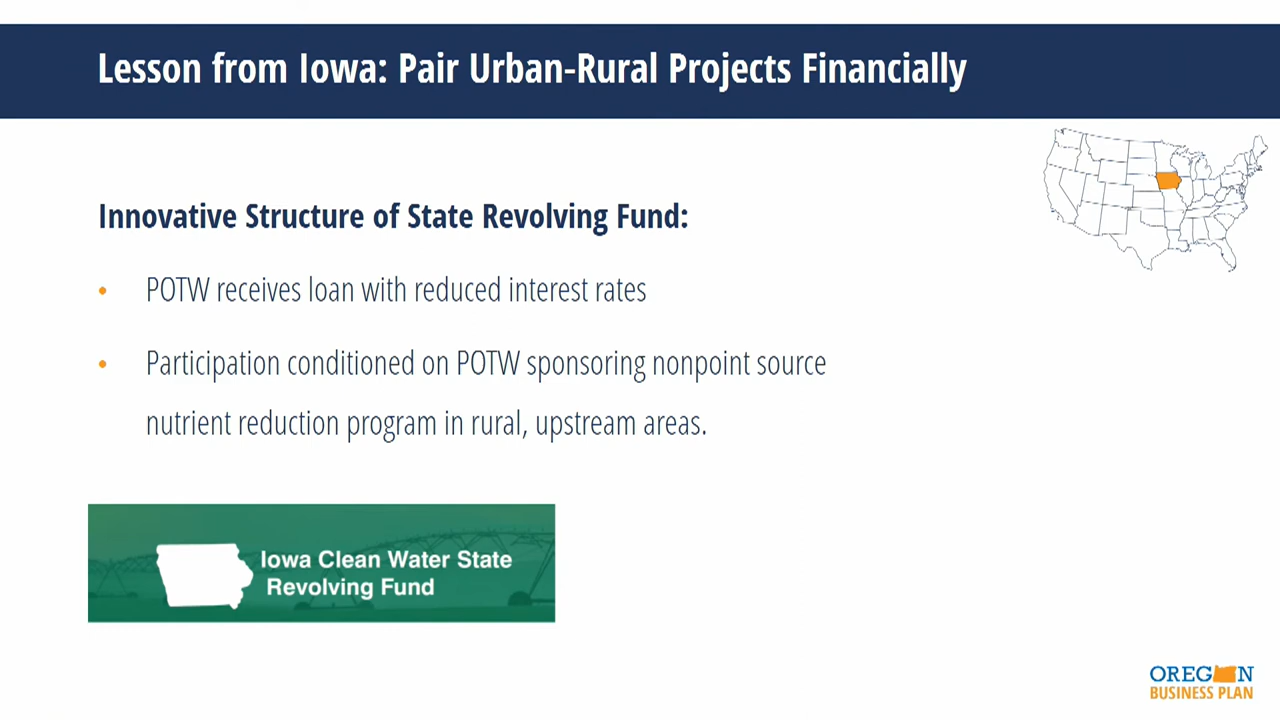 Lesson from Iowa: Pair Urban-Rural Projects Financially
Innovative Structure of State Revolving Fund:
• POTW receives loan with reduced interest rates
• Participation conditioned on POTW sponsoring nonpoint source
nutrient reduction program in rural, upstream areas.
Iowa Clean Water State
Revolving Fund
OREGON
BUSINESS PLAN